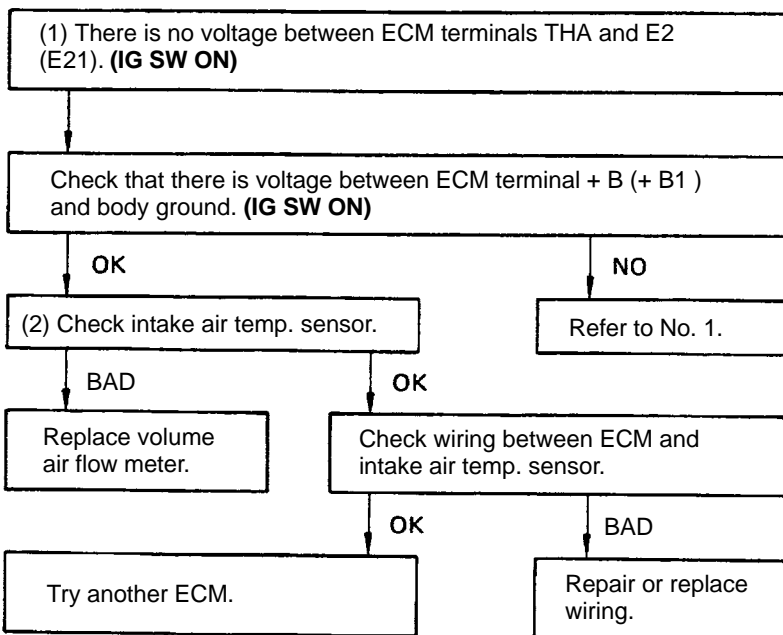 (1) There is no voltage between ECM terminals THA and E2
(E21). (IG SW ON)
Check that there is voltage between ECM terminal + B (+ B1 )
and body ground. (IG SW ON)
OK
NO
(2) Check intake air temp. sensor.
Refer to No. 1.
BAD
OK
Replace volume
air flow meter.
Check wiring between ECM and
intake air temp. sensor.
OK
BAD
Try another ECM.
Repair or replace
wiring.